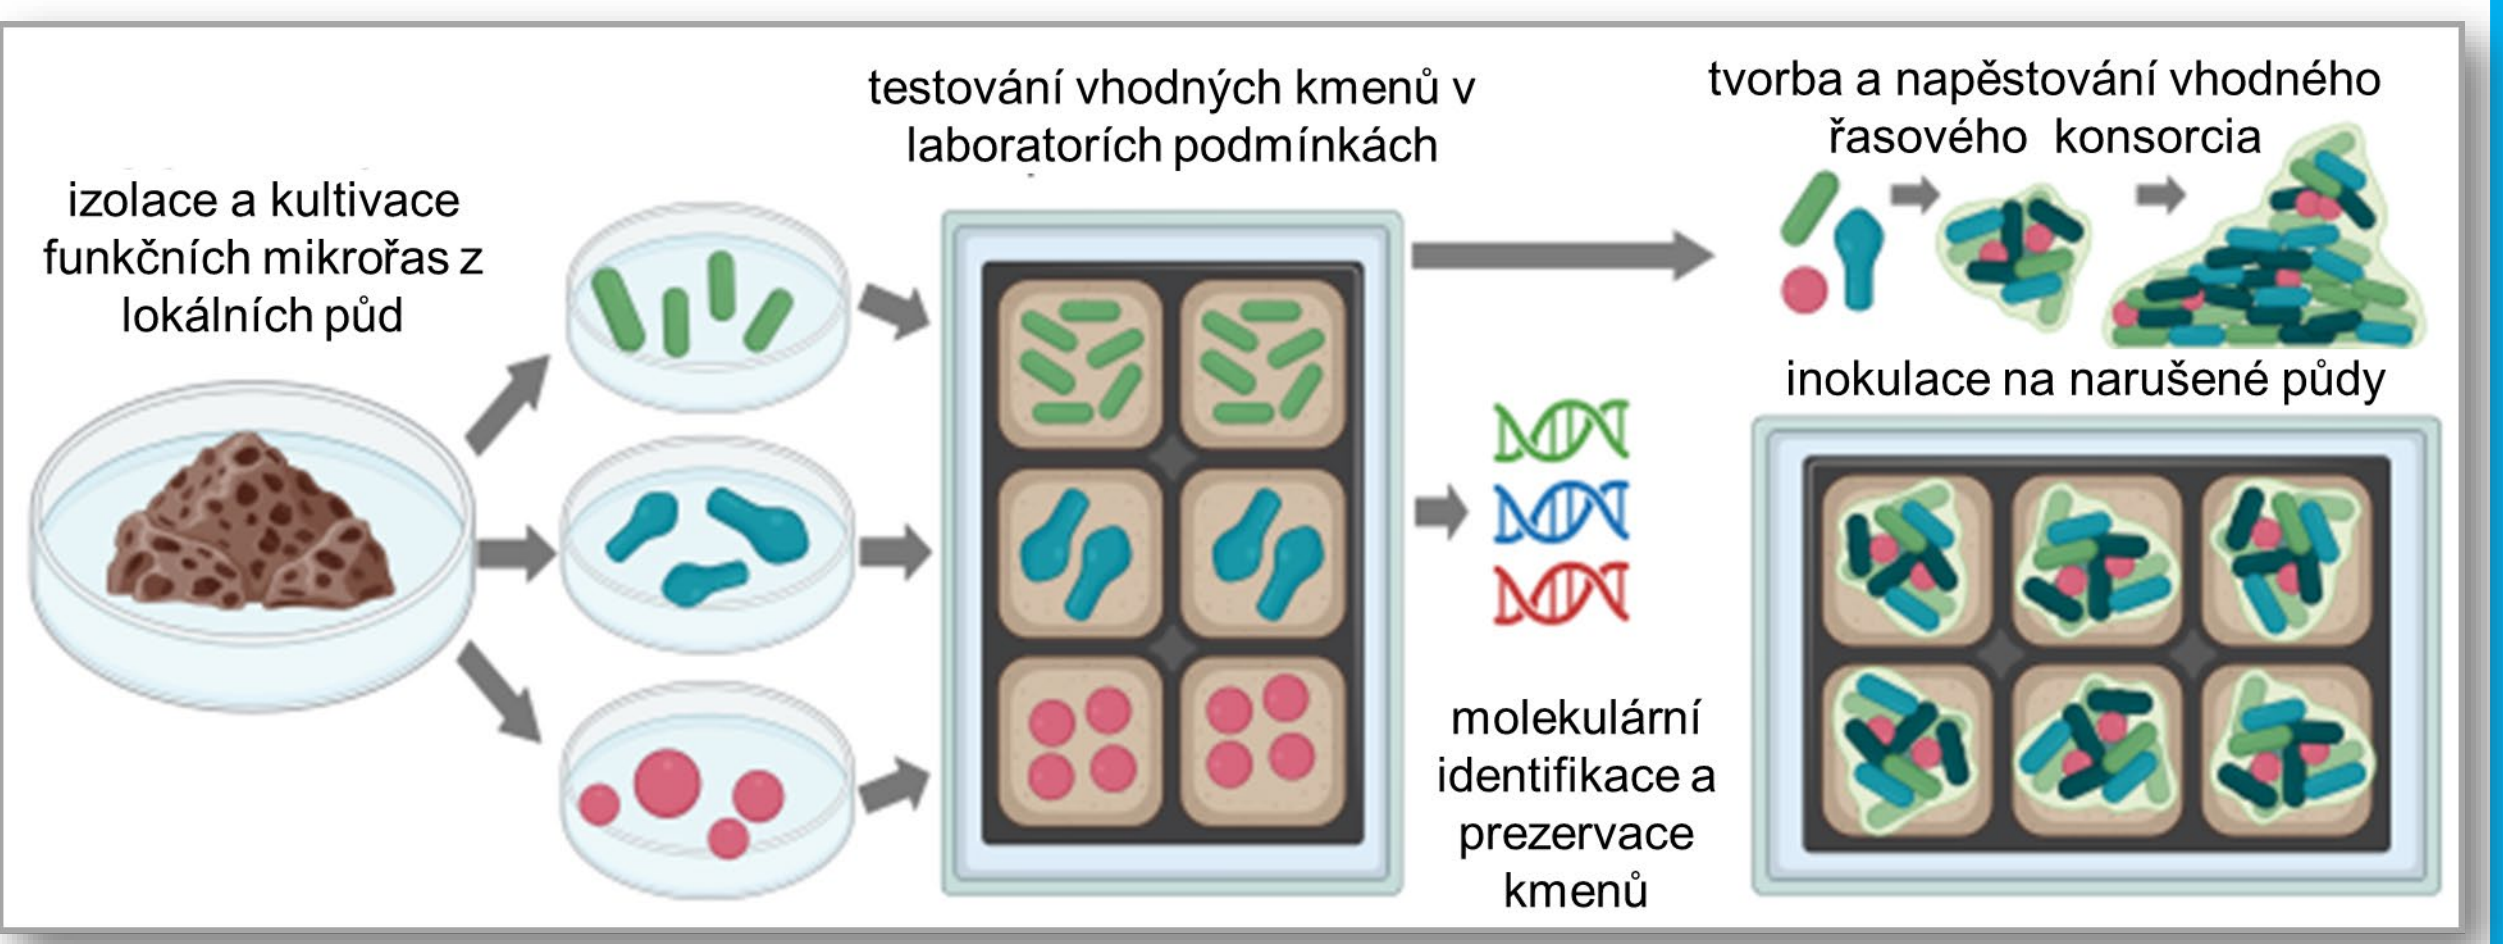 izolace a kultivace
funkčních mikrořas z
lokálních půd
testování vhodných kmenů v
laboratorích podmínkách
tvorba a napěstování vhodného
řasového konsorcia
inokulace na narušené půdy
molekulární
identifikace a
prezervace
kmenů